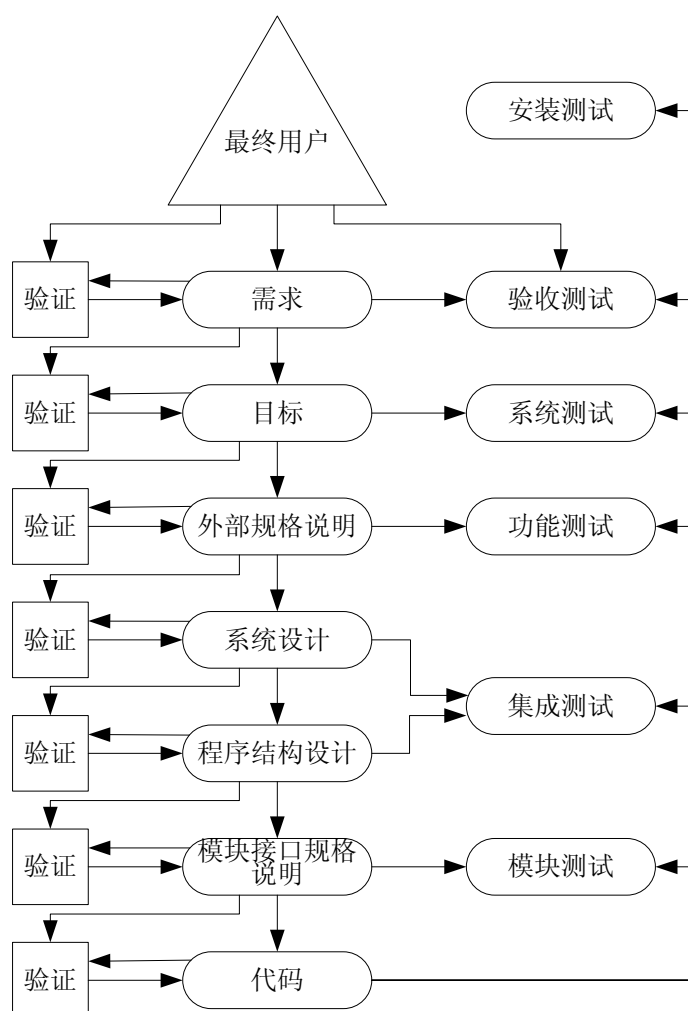 最终用户
安装测试
验证
需求
验收测试
验证
目标
系统测试
验证
外部规格说明
功能测试
验证
系统设计
集成测试
验证
程序结构设计
验证
模块接口规格
说明
模块测试
验证
代码